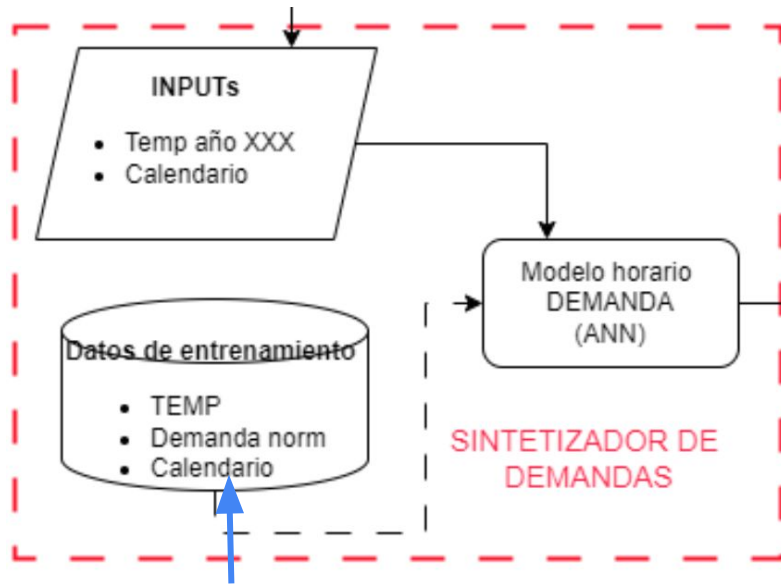 INPUTs
• Temp año XXX
• Calendario
Modelo horario
DEMANDA
(ANN)
Datos de entrenamiento
• TEMP
• Demanda norm
• Calendario
SINTETIZADOR DE
DEMANDAS